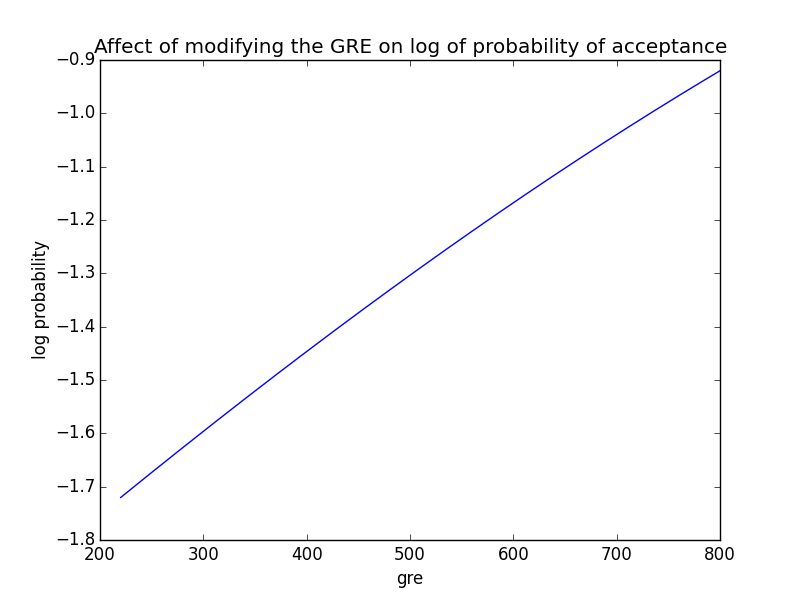 Affect of modifying the GRE on log of probability of acceptance
−0.9
−1.0
−1.1
−1.2
−1.3
−1.4
−1.5
−1.6
−1.7
−1.8
log probability
200 300 400 500 600 700 800
gre